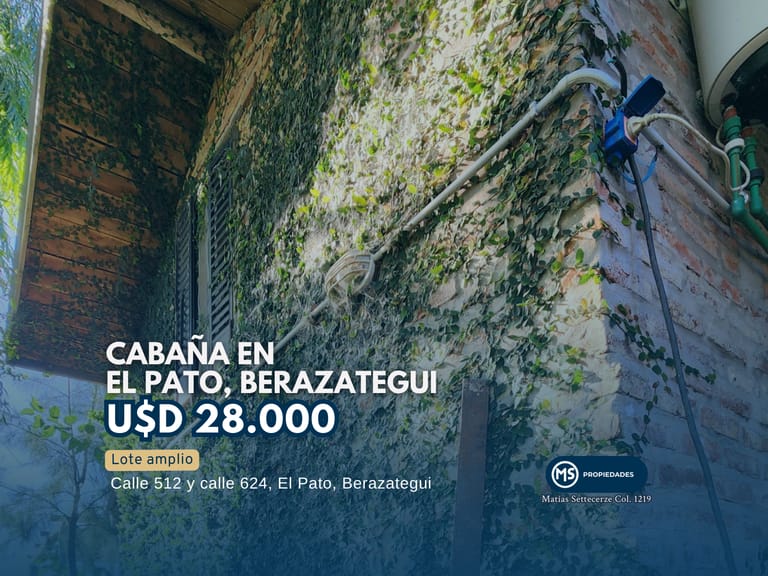 CABAÑA EN
EL PATO, BERAZATEGUI
U$D 28.000
Lote amplio
Calle 512 y calle 624, El Pato, Berazategui
MS PROPIEDADES
Matías Settecerze Col. 1219